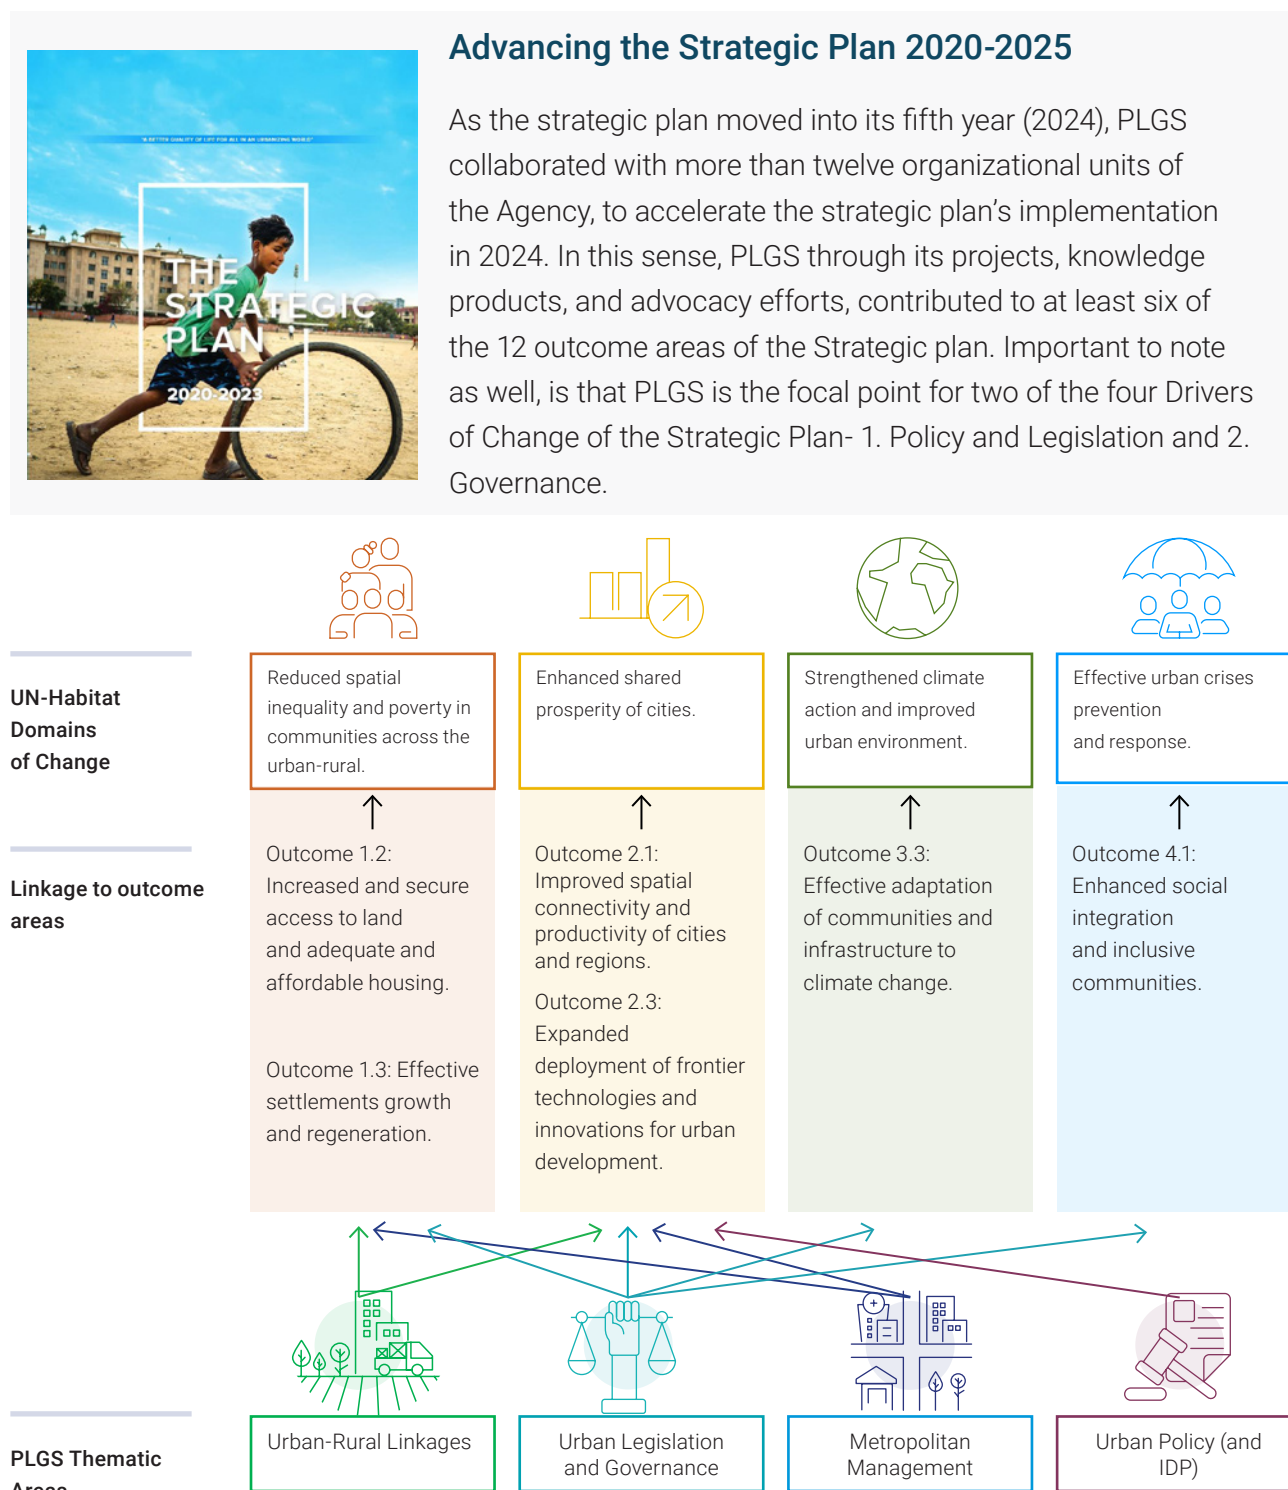 Advancing the Strategic Plan 2020-2025
"A BETTER QUALITY OF LIFE FOR ALL IN AN URBANIZING WORLD"
THE
STRATEGIC
PLAN
2020-2023
As the strategic plan moved into its fifth year (2024), PLGS
collaborated with more than twelve organizational units of
the Agency, to accelerate the strategic plan's implementation
in 2024. In this sense, PLGS through its projects, knowledge
products, and advocacy efforts, contributed to at least six of
the 12 outcome areas of the Strategic plan. Important to note
as well, is that PLGS is the focal point for two of the four Drivers
of Change of the Strategic Plan- 1. Policy and Legislation and 2.
Governance.
UN-Habitat
Domains
of Change
Reduced spatial
inequality and poverty in
communities across the
urban-rural.
Enhanced shared
prosperity of cities.
Strengthened climate
action and improved
urban environment.
Effective urban crises
prevention
and response.
Linkage to outcome
areas
Outcome 1.2:
Increased and secure
access to land
and adequate and
affordable housing.
Outcome 1.3: Effective
settlements growth
and regeneration.
Outcome 2.1:
Improved spatial
connectivity and
productivity of cities
and regions.
Outcome 2.3:
Expanded
deployment of frontier
technologies and
innovations for urban
development.
Outcome 3.3:
Effective adaptation
of communities and
infrastructure to
climate change.
Outcome 4.1:
Enhanced social
integration
and inclusive
communities.
PLGS Thematic
Areas
Urban-Rural Linkages
Urban Legislation
and Governance
Metropolitan
Management
Urban Policy (and
IDP)